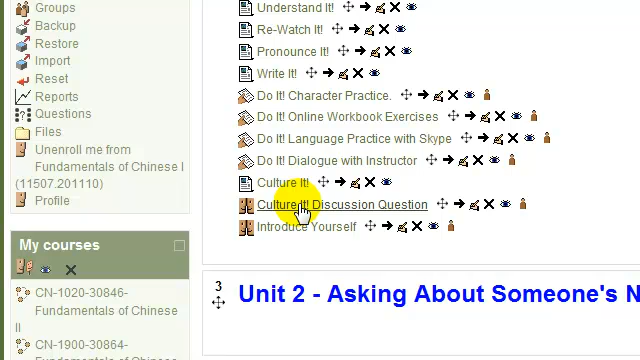 Groups
Backup
Restore
Import
Reset
Reports
Questions
Files
Unenroll me from
Fundamentals of Chinese I
(11507.201110)
Profile
My courses
CN-1020-30846-
Fundamentals of Chinese
II
CN-1900-30864-
Fundamentals of Chinese
Understand It!
Re-Watch It!
Pronounce It!
Write It!
Do It! Character Practice.
Do It! Online Workbook Exercises
Do It! Language Practice with Skype
Do It! Dialogue with Instructor
Culture It!
Culture It! Discussion Question
Introduce Yourself
3
Unit 2 - Asking About Someone's N